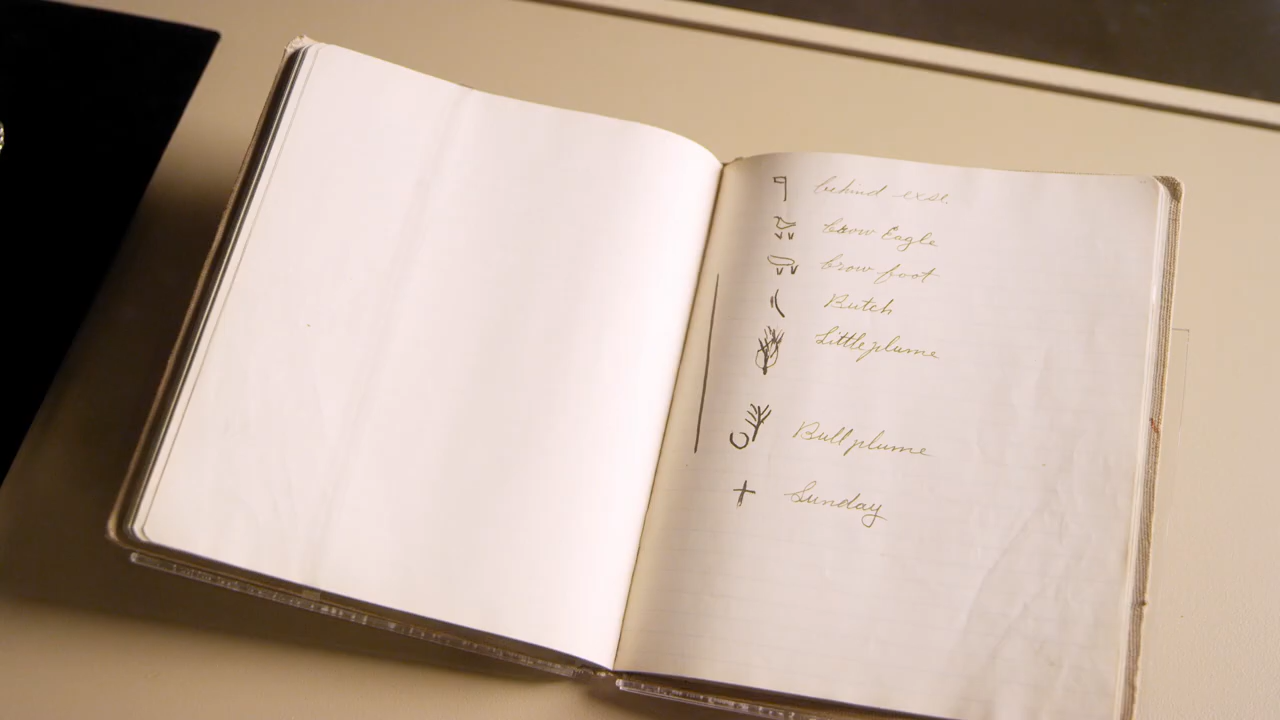 behind
Crow Eagle
Crow foot
Butch
Little plume
Bull plume
Sunday